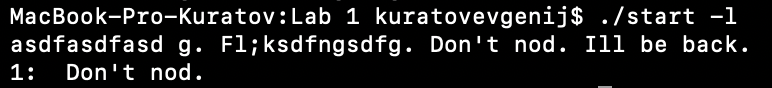 MacBook-Pro-Kuratov:Lab 1 kuratovevgenij$ ./start -l
asdfasdfasd g. Fl;ksdfngsdfg. Don't nod. Ill be back.
1:  Don't nod.